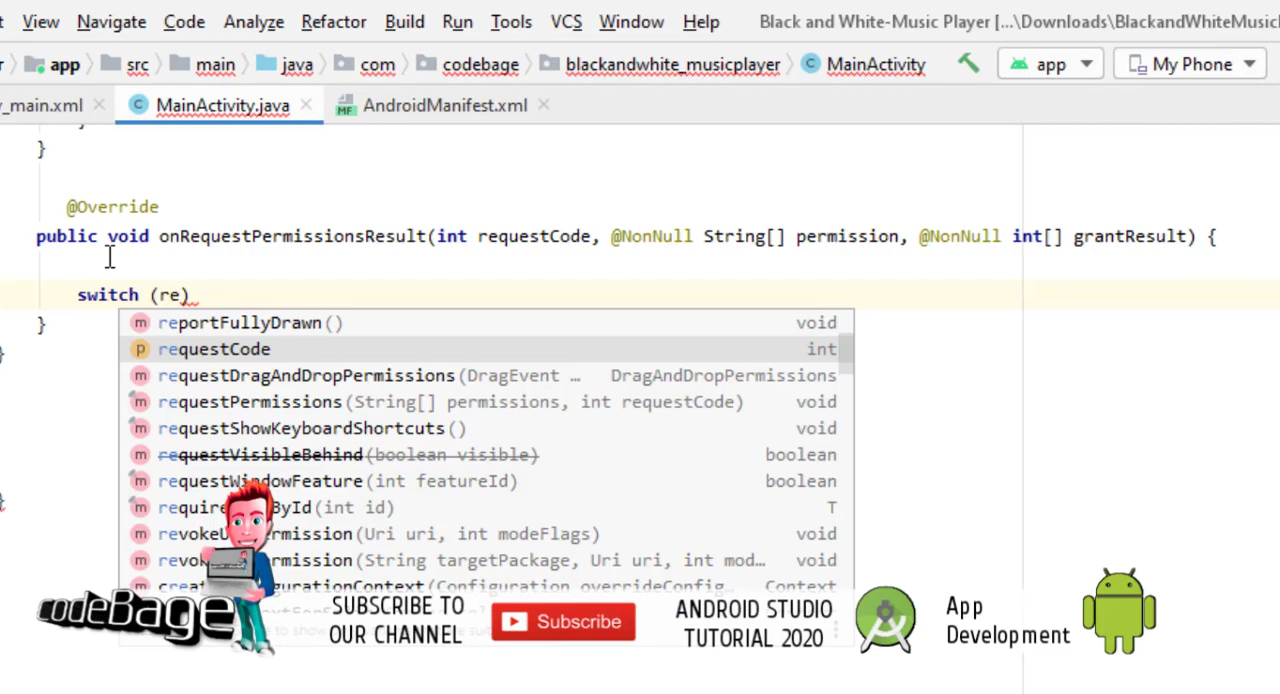 View Navigate Code Analyze Refactor Build Run Tools VCS Window Help Black and White-Music Player [...\Downloads\BlackandWhiteMusic
app src main java com codebage blackandwhite_musicplayer MainActivity app My Phone
y_main.xml MainActivity.java AndroidManifest.xml
}
@Override
public void onRequestPermissionsResult(int requestCode, @NonNull String[] permission, @NonNull int[] grantResult) {
switch (re)
}
reportFullyDrawn() void
requestCode int
requestDragAndDropPermissions(DragEvent … DragAndDropPermissions
requestPermissions(String[] permissions, int requestCode) void
requestShowKeyboardShortcuts() void
requestVisibleBehind(boolean visible) boolean
requestWindowFeature(int featureId) boolean
(int id) T
(Uri uri, int modeFlags) void
(String targetPackage, Uri uri, int mod… void
(Configuration overrideConfig… Context
codeBage
SUBSCRIBE TO
OUR CHANNEL
Subscribe
ANDROID STUDIO
TUTORIAL 2020
App
Development